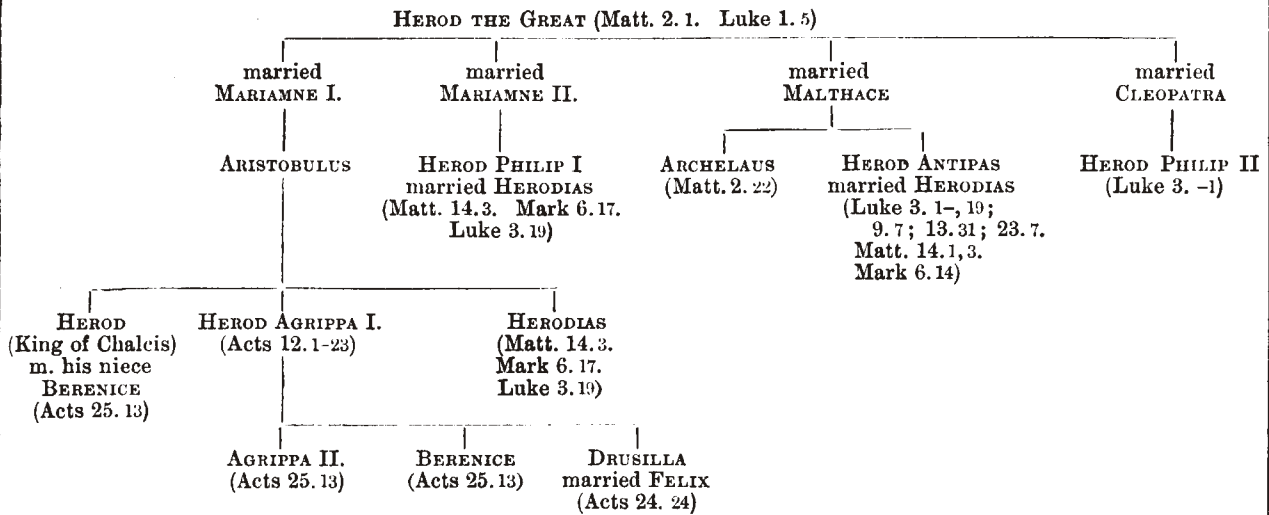 HEROD THE GREAT (Matt. 2. 1. Luke 1. 5)
married
MARIAMNE I.
married
MARIAMNE II.
married
MALTHACE
married
CLEOPATRA
ARISTOBULUS
HEROD PHILIP I
married HERODIAS
(Matt. 14. 3. Mark 6. 17.
Luke 3. 19)
ARCHELAUS
(Matt. 2. 22)
HEROD ANTIPAS
married HERODIAS
(Luke 3. 1-, 19;
9. 7; 13. 31; 23. 7.
Matt. 14. 1, 3.
Mark 6. 14)
HEROD PHILIP II
(Luke 3. -1)
HEROD
(King of Chalcis)
m. his niece
BERENICE
(Acts 25. 13)
HEROD AGRIPPA I.
(Acts 12. 1-23)
HERODIAS
(Matt. 14. 3.
Mark 6. 17.
Luke 3. 19)
AGRIPPA II.
(Acts 25. 13)
BERENICE
(Acts 25. 13)
DRUSILLA
married FELIX
(Acts 24. 24)